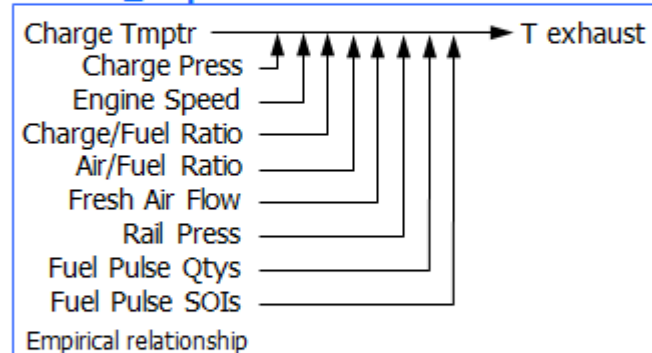 Charge Tmptr T exhaust
Charge Press
Engine Speed
Charge/Fuel Ratio
Air/Fuel Ratio
Fresh Air Flow
Rail Press
Fuel Pulse Qtys
Fuel Pulse SOIs
Empirical relationship